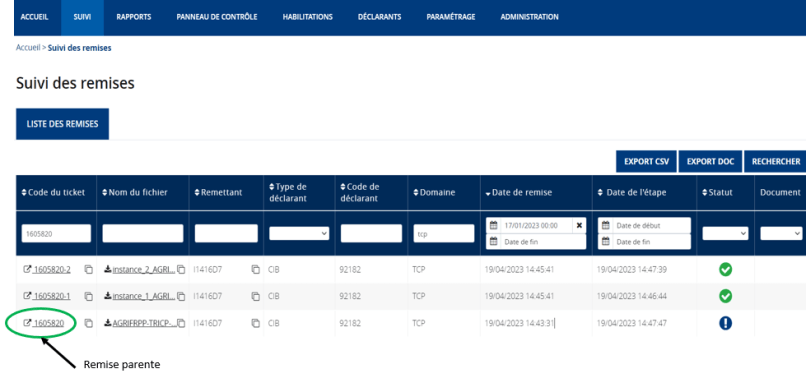 ACCUEIL SUIVI RAPPORTS PANNEAU DE CONTRÔLE HABILITATIONS DÉCLARANTS PARAMÉTRAGE ADMINISTRATION
Accueil > Suivi des remises
Suivi des remises
LISTE DES REMISES
EXPORT CSV EXPORT DOC RECHERCHER
Code du ticket Nom du fichier Remettant Type de déclarant Code de déclarant Domaine Date de remise Date de l'étape Statut Document
1605820 tcp 17/01/2023 00:00 Date de début
Date de fin Date de fin
1605820-2 instance_2_AGRI... I1416D7 CIB 92182 TCP 19/04/2023 14:45:41 19/04/2023 14:47:39
1605820-1 instance_1_AGRI... I1416D7 CIB 92182 TCP 19/04/2023 14:45:41 19/04/2023 14:46:44
1605820 AGRIFRPP-TRICP-... I1416D7 CIB 92182 TCP 19/04/2023 14:43:31 19/04/2023 14:47:47
Remise parente